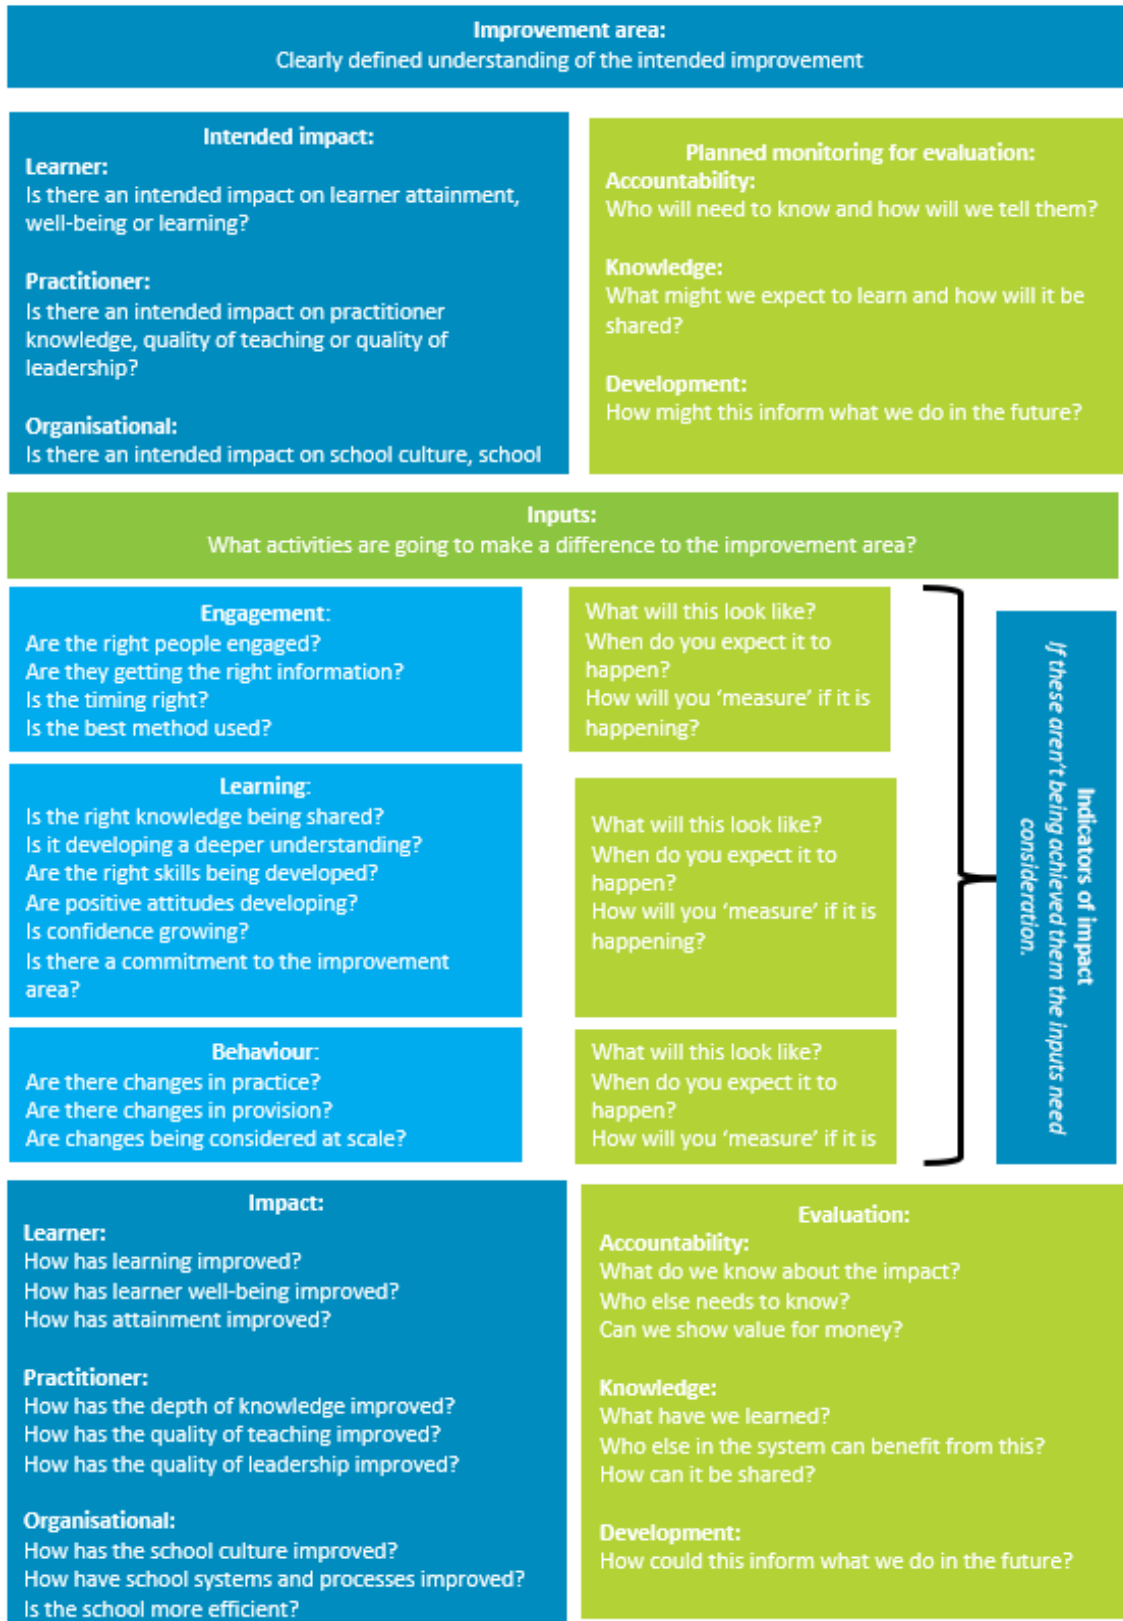 Improvement area:
Clearly defined understanding of the intended improvement
Intended impact:
Learner:
Is there an intended impact on learner attainment,
well-being or learning?
Practitioner:
Is there an intended impact on practitioner
knowledge, quality of teaching or quality of
leadership?
Organisational:
Is there an intended impact on school culture, school
Planned monitoring for evaluation:
Accountability:
Who will need to know and how will we tell them?
Knowledge:
What might we expect to learn and how will it be
shared?
Development:
How might this inform what we do in the future?
Inputs:
What activities are going to make a difference to the improvement area?
Engagement:
Are the right people engaged?
Are they getting the right information?
Is the timing right?
Is the best method used?
What will this look like?
When do you expect it to
happen?
How will you ‘measure’ if it is
happening?
Learning:
Is the right knowledge being shared?
Is it developing a deeper understanding?
Are the right skills being developed?
Are positive attitudes developing?
Is confidence growing?
Is there a commitment to the improvement
area?
What will this look like?
When do you expect it to
happen?
How will you ‘measure’ if it is
happening?
Behaviour:
Are there changes in practice?
Are there changes in provision?
Are changes being considered at scale?
What will this look like?
When do you expect it to
happen?
How will you ‘measure’ if it is
Indicators of impact
If these aren’t being achieved them the inputs need
consideration.
Impact:
Learner:
How has learning improved?
How has learner well-being improved?
How has attainment improved?
Practitioner:
How has the depth of knowledge improved?
How has the quality of teaching improved?
How has the quality of leadership improved?
Organisational:
How has the school culture improved?
How have school systems and processes improved?
Is the school more efficient?
Evaluation:
Accountability:
What do we know about the impact?
Who else needs to know?
Can we show value for money?
Knowledge:
What have we learned?
Who else in the system can benefit from this?
How can it be shared?
Development:
How could this inform what we do in the future?